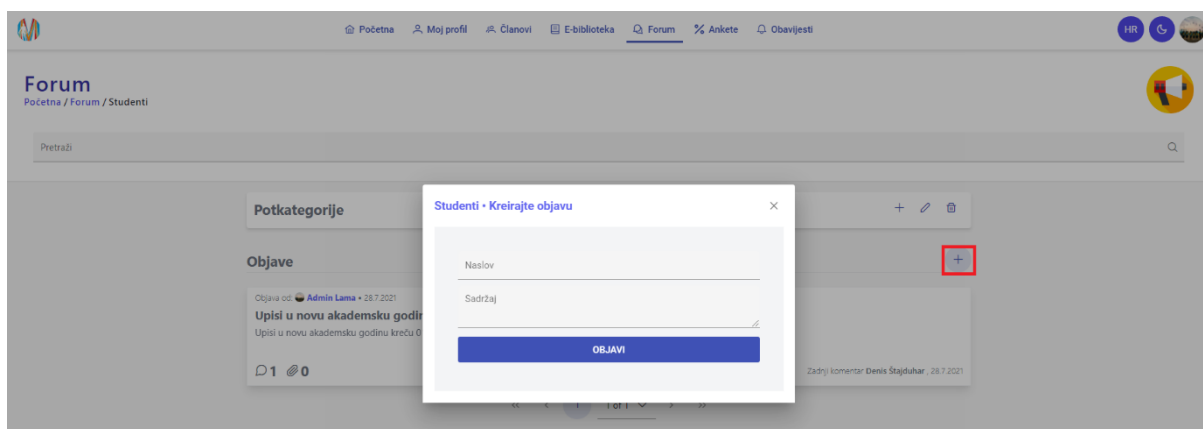 Početna Moj profil Članovi E-biblioteka Forum Ankete Obavijesti HR
Forum
Početna / Forum / Studenti
Pretraži
Potkategorije
Studenti • Kreirajte objavu
Objave
Naslov
Sadržaj
OBJAVI
Objava od: Admin Lama • 28.7.2021
Upisi u novu akademsku godin
Upisi u novu akademsku godinu kreću 0
1 0
Zadnji komentar Denis Štajduhar , 28.7.2021
<< < 1 1 of 1 > >>